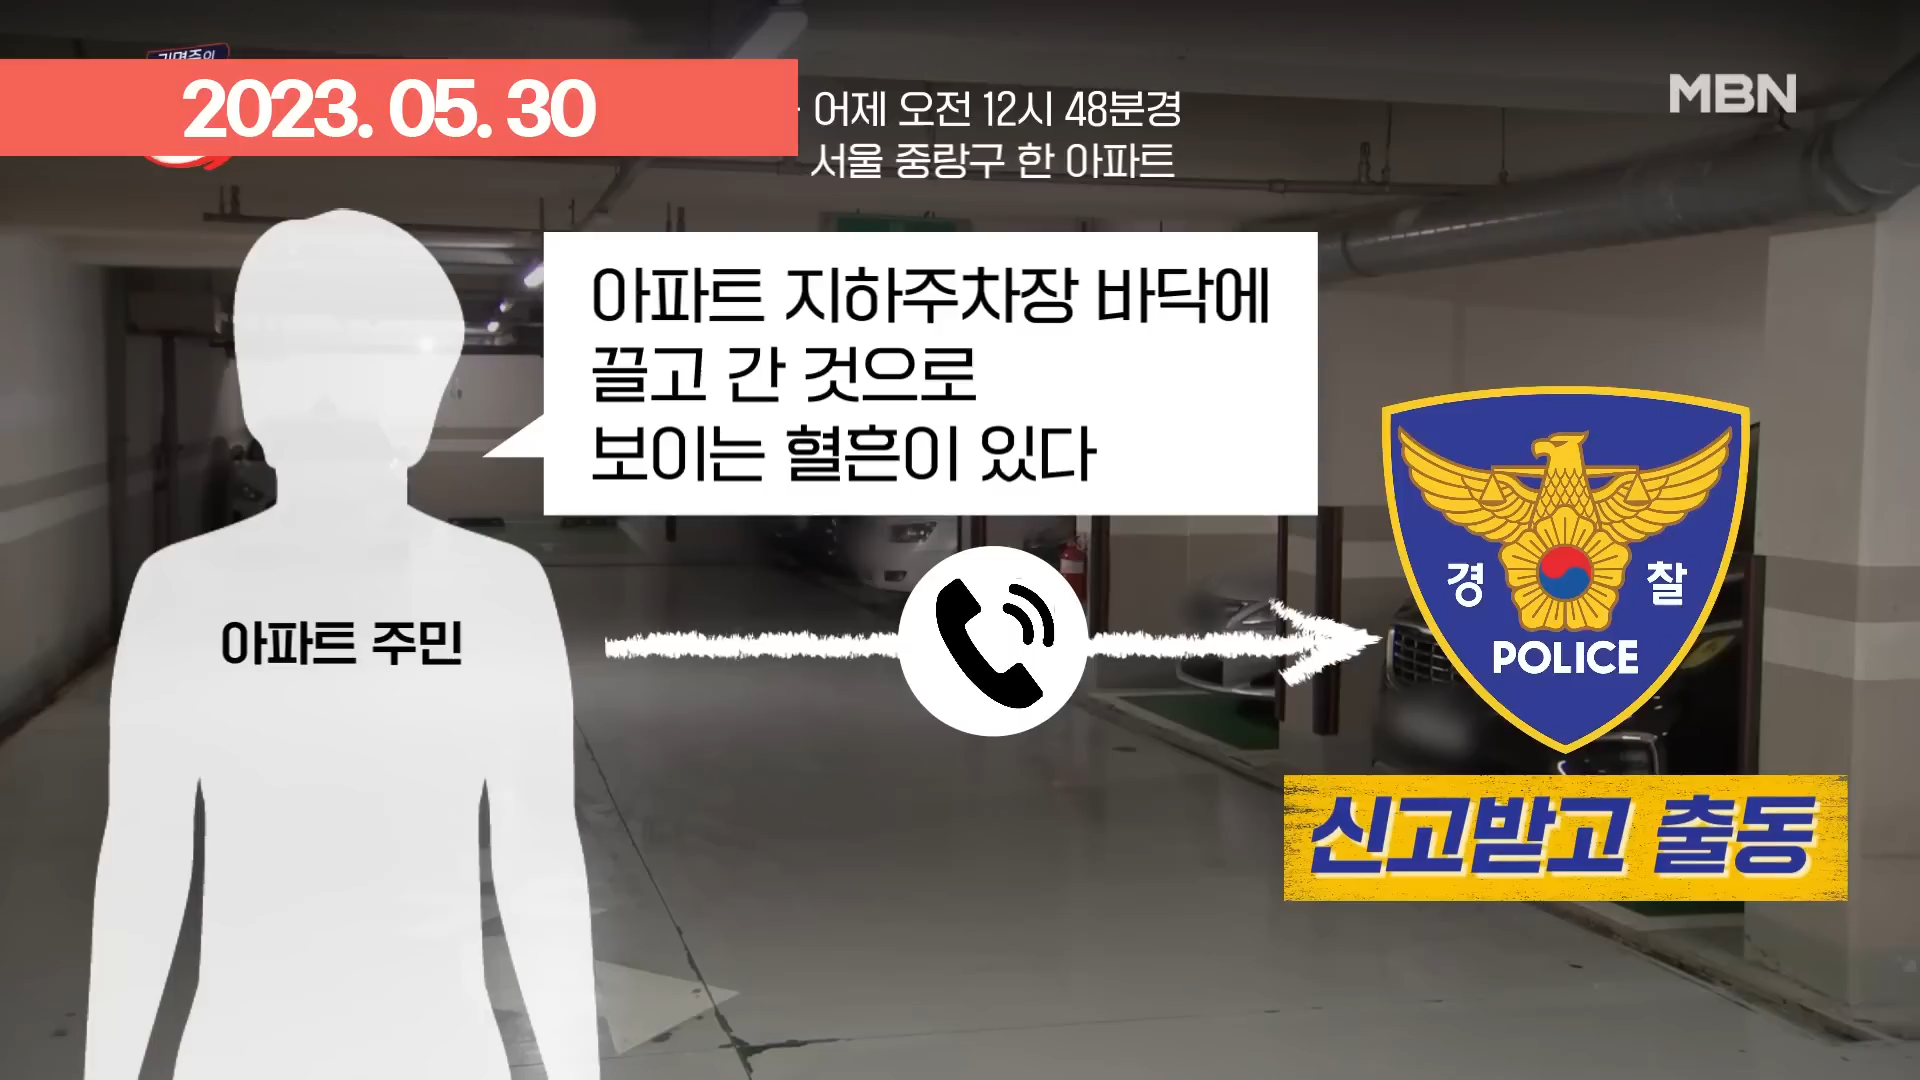 2023. 05. 30
어제 오전 12시 48분경
서울 중랑구 한 아파트
MBN
아파트 지하주차장 바닥에
끌고 간 것으로
보이는 혈흔이 있다
아파트 주민
경 찰
POLICE
신고받고 출동